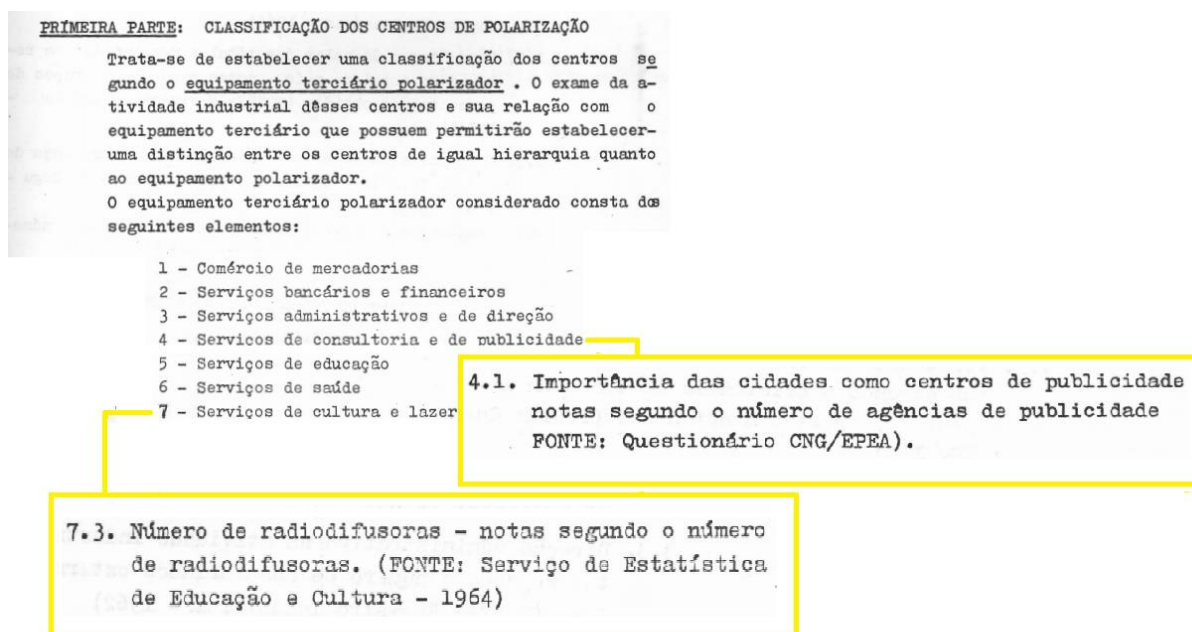 PRIMEIRA PARTE: CLASSIFICAÇÃO DOS CENTROS DE POLARIZAÇÃO
Trata-se de estabelecer uma classificação dos centros se
gundo o equipamento terciário polarizador . O exame da a-
tividade industrial dêsses centros e sua relação com o
equipamento terciário que possuem permitirão estabelecer-
uma distinção entre os centros de igual hierarquia quanto
ao equipamento polarizador.
O equipamento terciário polarizador considerado consta dos
seguintes elementos:
1 - Comércio de mercadorias
2 - Serviços bancários e financeiros
3 - Serviços administrativos e de direção
4 - Servicos de consultoria e de publicidade
5 - Serviços de educação
6 - Serviços de saúde
7 - Serviços de cultura e lazer
4.1. Importância das cidades como centros de publicidade
notas segundo o número de agências de publicidade
FONTE: Questionário CNG/EPEA).
7.3. Número de radiodifusoras - notas segundo o número
de radiodifusoras. (FONTE: Serviço de Estatística
de Educação e Cultura - 1964)